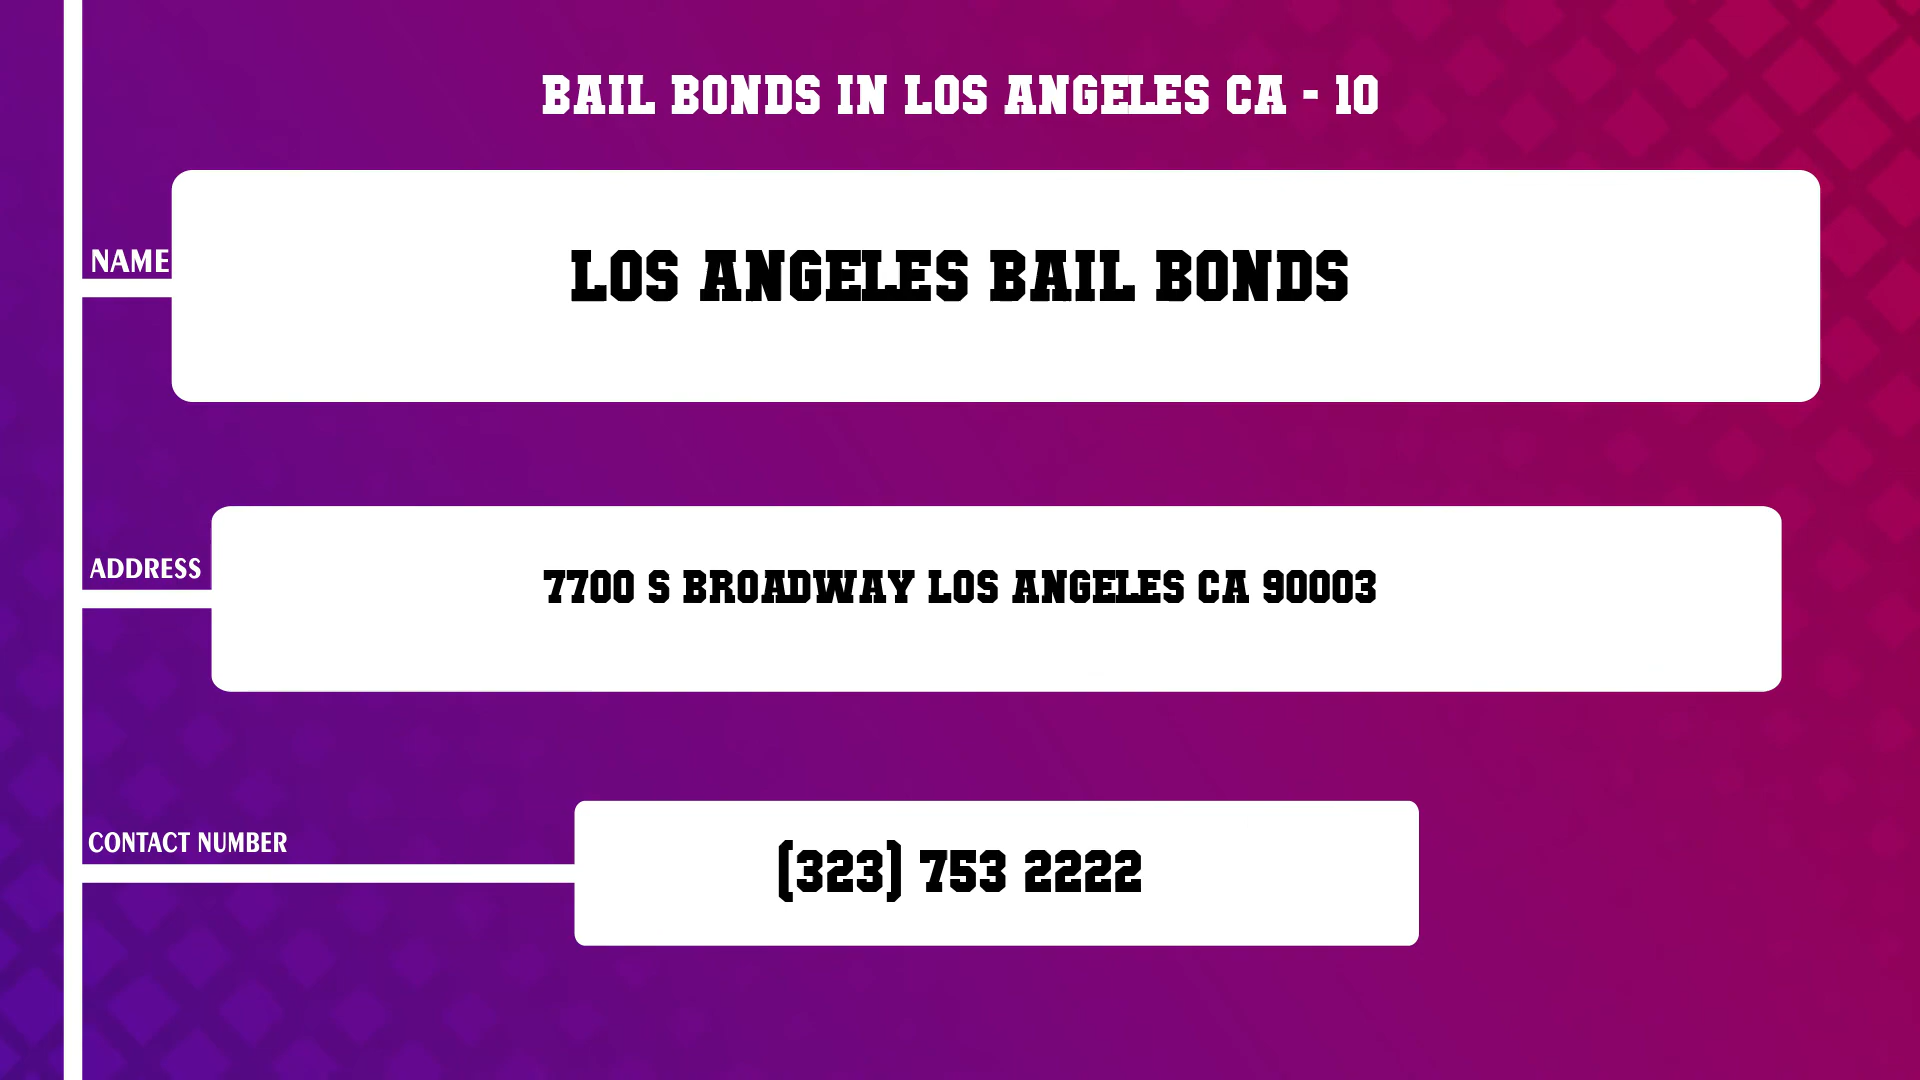 BAIL BONDS IN LOS ANGELES CA - 10
NAME
LOS ANGELES BAIL BONDS
ADDRESS
7700 S BROADWAY LOS ANGELES CA 90003
CONTACT NUMBER
(323) 753 2222